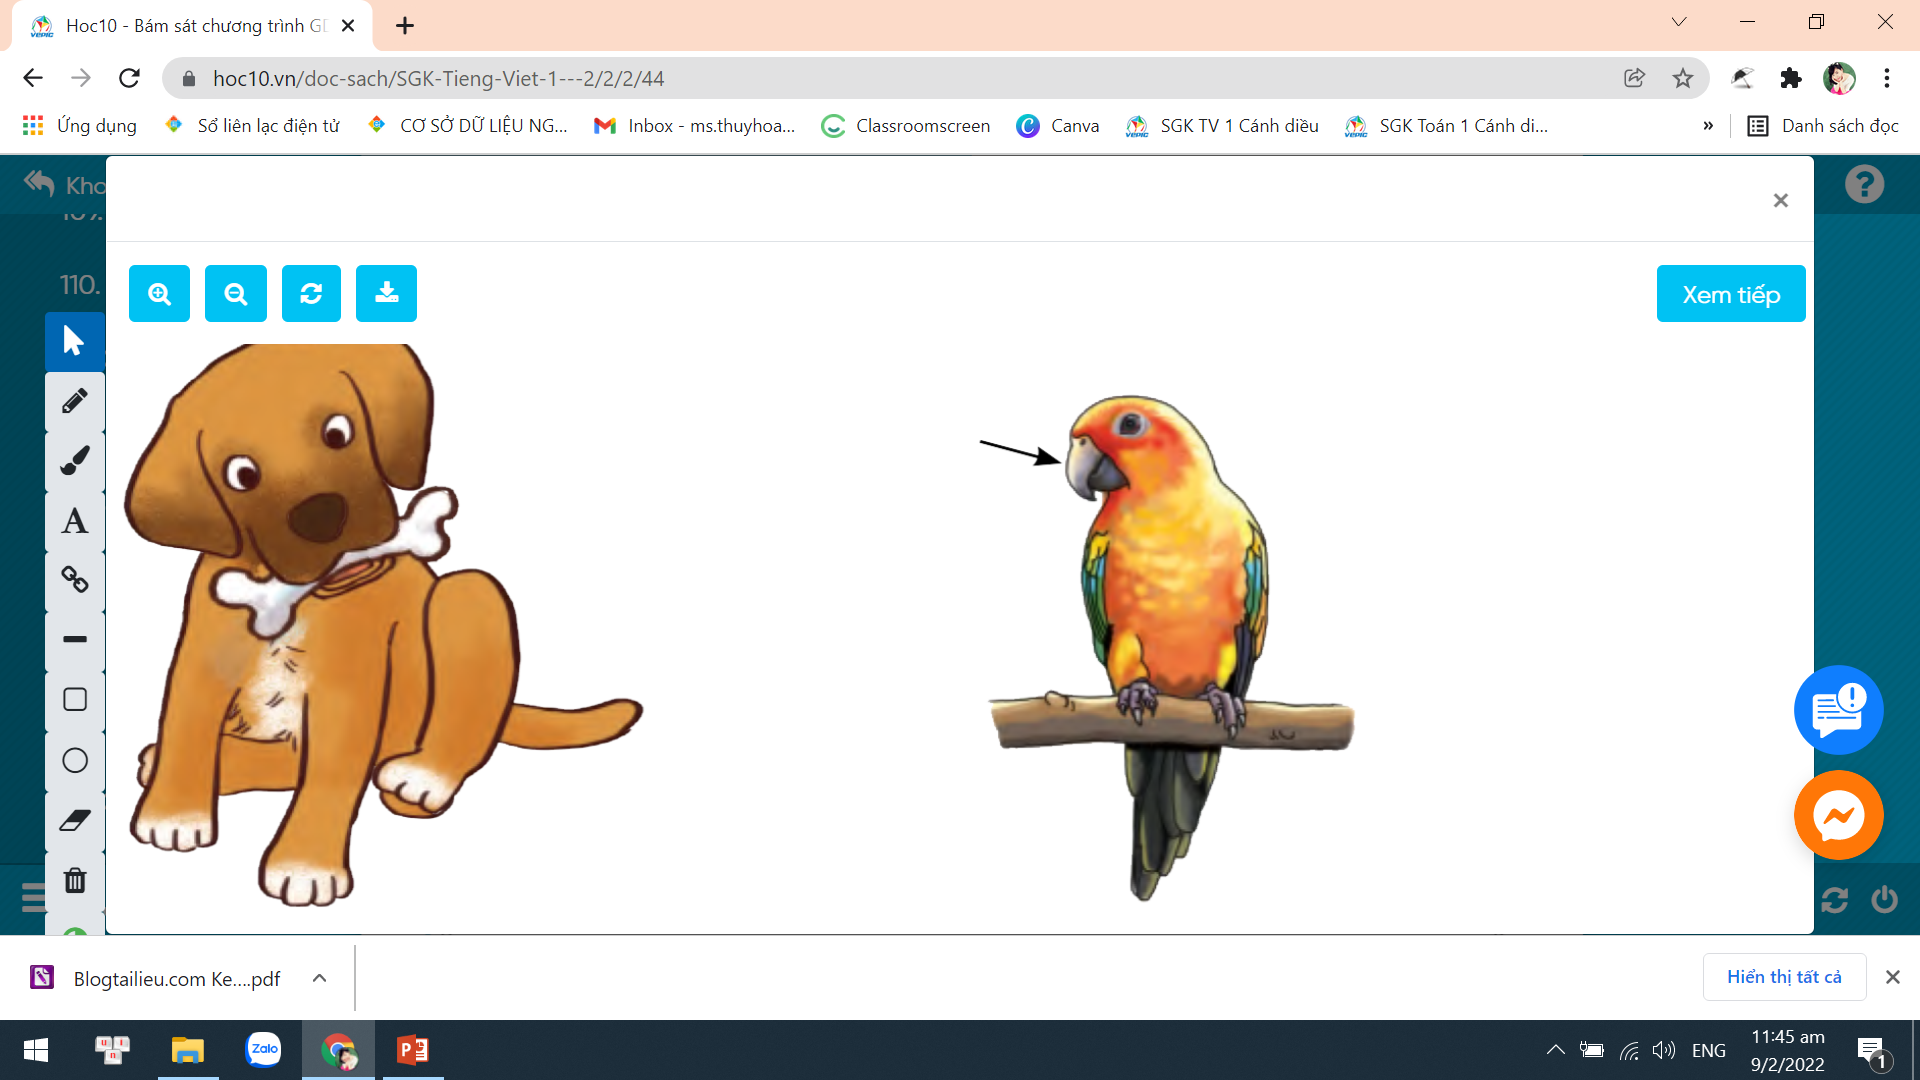 Hoc10 - Bám sát chương trình GD
hoc10.vn/doc-sach/SGK-Tieng-Viet-1---2/2/2/44
Ứng dụng
Sổ liên lạc điện tử
CƠ SỞ DỮ LIỆU NG...
Inbox - ms.thuyhoa...
Classroomscreen
Canva
SGK TV 1 Cánh diều
SGK Toán 1 Cánh di...
»
Danh sách đọc
Kho
110.
Xem tiếp
A
Blogtailieu.com Ke....pdf
Hiển thị tất cả
Zalo
ENG
11:45 am
9/2/2022
1